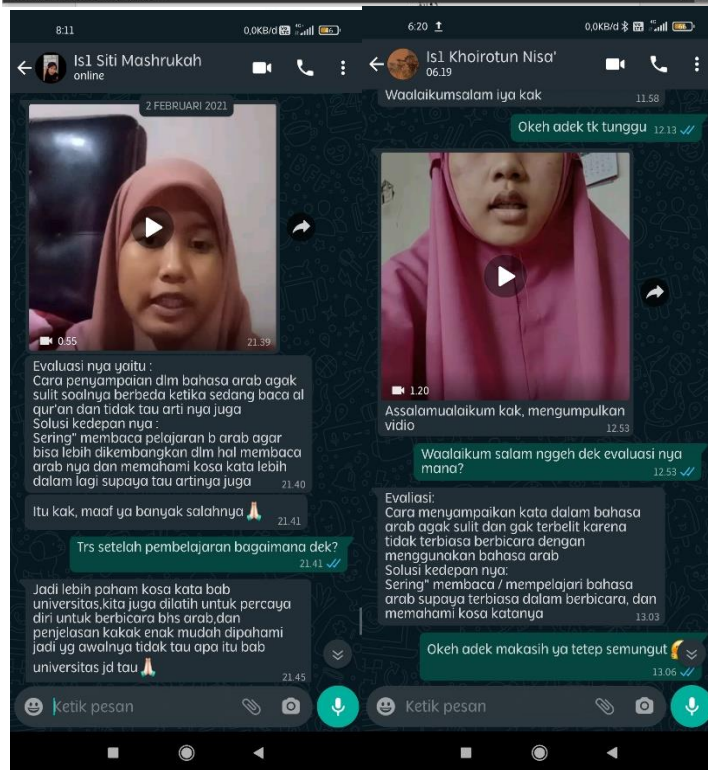 8:11
0,0KB/d
Is1 Siti Mashrukah
online
2 FEBRUARI 2021
0.55
21.39
Evaluasi nya yaitu :
Cara penyampaian dlm bahasa arab agak
sulit soalnya berbeda ketika sedang baca al
qur'an dan tidak tau arti nya juga
Solusi kedepan nya :
Sering" membaca pelajaran b arab agar
bisa lebih dikembangkan dlm hal membaca
arab nya dan memahami kosa kata lebih
dalam lagi supaya tau artinya juga
21.40
Itu kak, maaf ya banyak salahnya 🙏🏻
21.41
Trs setelah pembelajaran bagaimana dek?
21.41
Jadi lebih paham kosa kata bab
universitas,kita juga dilatih untuk percaya
diri untuk berbicara bhs arab,dan
penjelasan kakak enak mudah dipahami
jadi yg awalnya tidak tau apa itu bab
universitas jd tau 🙏🏻
21.45
Ketik pesan
6:20
0,0KB/d
Is1 Khoirotun Nisa'
06.19
Waalaikumsalam iya kak
11.58
Okeh adek tk tunggu
12.13
1.20
Assalamualaikum kak, mengumpulkan
vidio
12.53
Waalaikum salam nggeh dek evaluasi nya
mana?
12.53
Evaliasi:
Cara menyampaikan kata dalam bahasa
arab agak sulit dan gak terbelit karena
tidak terbiasa berbicara dengan
menggunakan bahasa arab
Solusi kedepan nya:
Sering" membaca / mempelajari bahasa
arab supaya terbiasa dalam berbicara, dan
memahami kosa katanya
13.03
Okeh adek makasih ya tetep semungut
13.06
Ketik pesan